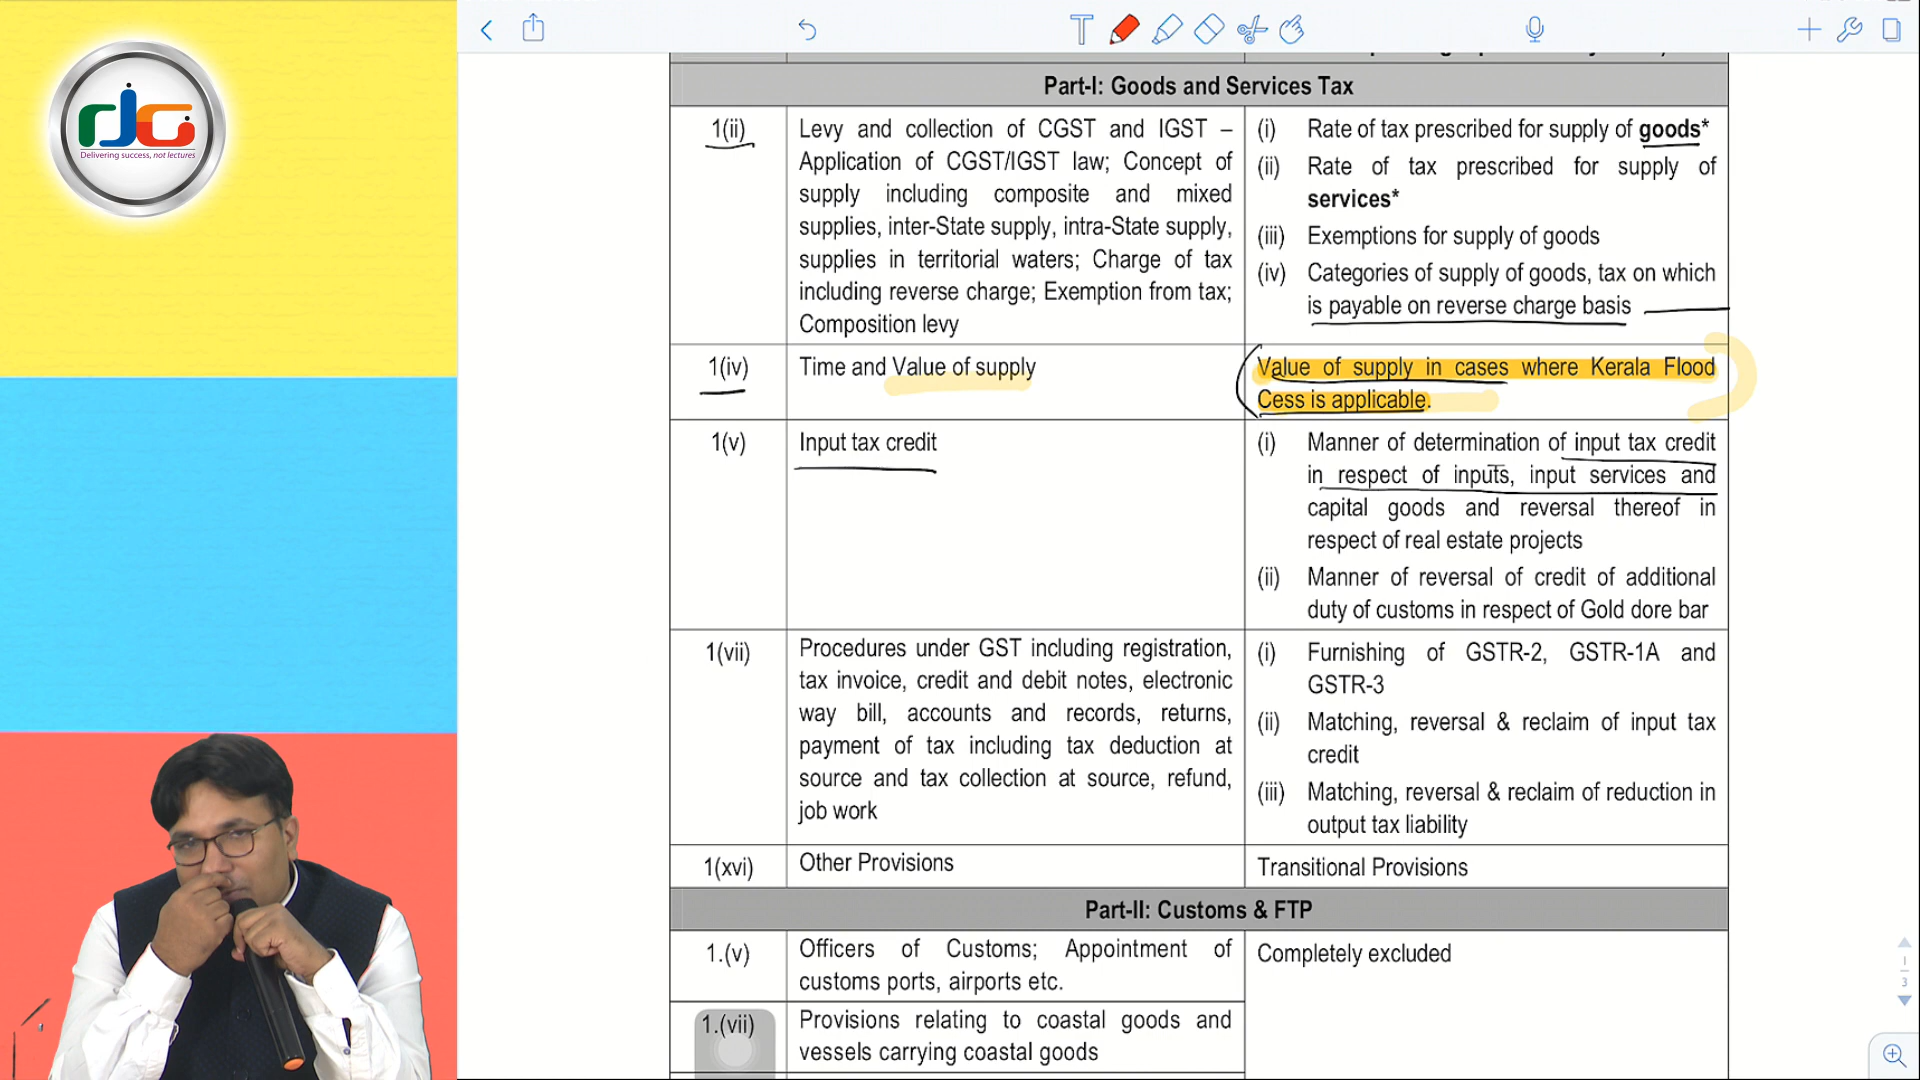 Delivering success, not lectures
Part-I: Goods and Services Tax
1(ii)
Levy and collection of CGST and IGST –
Application of CGST/IGST law; Concept of
supply including composite and mixed
supplies, inter-State supply, intra-State supply,
supplies in territorial waters; Charge of tax
including reverse charge; Exemption from tax;
Composition levy
(i) Rate of tax prescribed for supply of goods*
(ii) Rate of tax prescribed for supply of
services*
(iii) Exemptions for supply of goods
(iv) Categories of supply of goods, tax on which
is payable on reverse charge basis
1(iv)
Time and Value of supply
Value of supply in cases where Kerala Flood
Cess is applicable.
1(v)
Input tax credit
(i) Manner of determination of input tax credit
in respect of inputs, input services and
capital goods and reversal thereof in
respect of real estate projects
(ii) Manner of reversal of credit of additional
duty of customs in respect of Gold dore bar
1(vii)
Procedures under GST including registration,
tax invoice, credit and debit notes, electronic
way bill, accounts and records, returns,
payment of tax including tax deduction at
source and tax collection at source, refund,
job work
(i) Furnishing of GSTR-2, GSTR-1A and
GSTR-3
(ii) Matching, reversal & reclaim of input tax
credit
(iii) Matching, reversal & reclaim of reduction in
output tax liability
1(xvi)
Other Provisions
Transitional Provisions
Part-II: Customs & FTP
1.(v)
Officers of Customs; Appointment of
customs ports, airports etc.
Completely excluded
1.(vii)
Provisions relating to coastal goods and
vessels carrying coastal goods
1
3